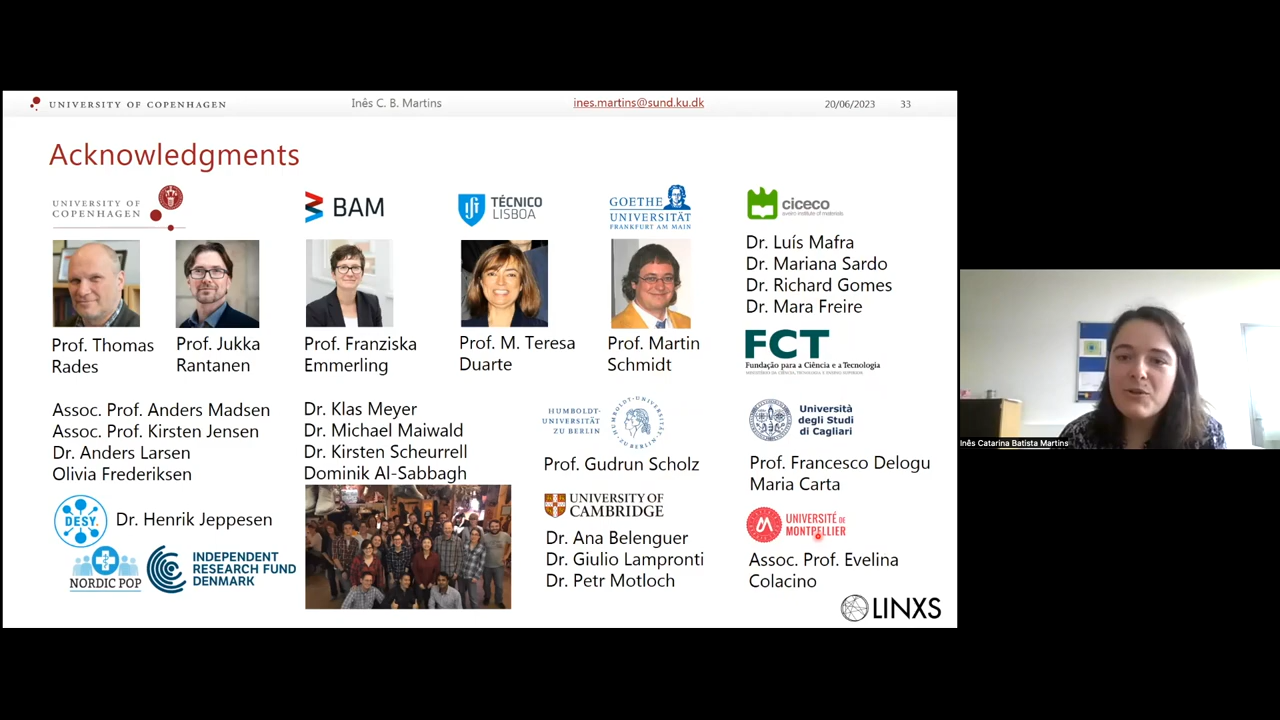 UNIVERSITY OF COPENHAGEN
Inês C. B. Martins
ines.martins@sund.ku.dk
20/06/2023
33
Acknowledgments
UNIVERSITY OF
COPENHAGEN
BAM
TÉCNICO
LISBOA
GOETHE
UNIVERSITÄT
FRANKFURT AM MAIN
ciceco
aveiro institute of materials
Prof. Thomas
Rades
Prof. Jukka
Rantanen
Prof. Franziska
Emmerling
Prof. M. Teresa
Duarte
Prof. Martin
Schmidt
Dr. Luís Mafra
Dr. Mariana Sardo
Dr. Richard Gomes
Dr. Mara Freire
FCT
Fundação para a Ciência e a Tecnologia
Assoc. Prof. Anders Madsen
Assoc. Prof. Kirsten Jensen
Dr. Anders Larsen
Olivia Frederiksen
Dr. Klas Meyer
Dr. Michael Maiwald
Dr. Kirsten Scheurrell
Dominik Al-Sabbagh
HUMBOLDT-
UNIVERSITÄT
ZU BERLIN
Prof. Gudrun Scholz
Università
degli Studi
di Cagliari
Prof. Francesco Delogu
Maria Carta
DESY.
Dr. Henrik Jeppesen
NORDIC POP
INDEPENDENT
RESEARCH FUND
DENMARK
UNIVERSITY OF
CAMBRIDGE
Dr. Ana Belenguer
Dr. Giulio Lampronti
Dr. Petr Motloch
UNIVERSITÉ DE
MONTPELLIER
Assoc. Prof. Evelina
Colacino
LINXS
Inês Catarina Batista Martins